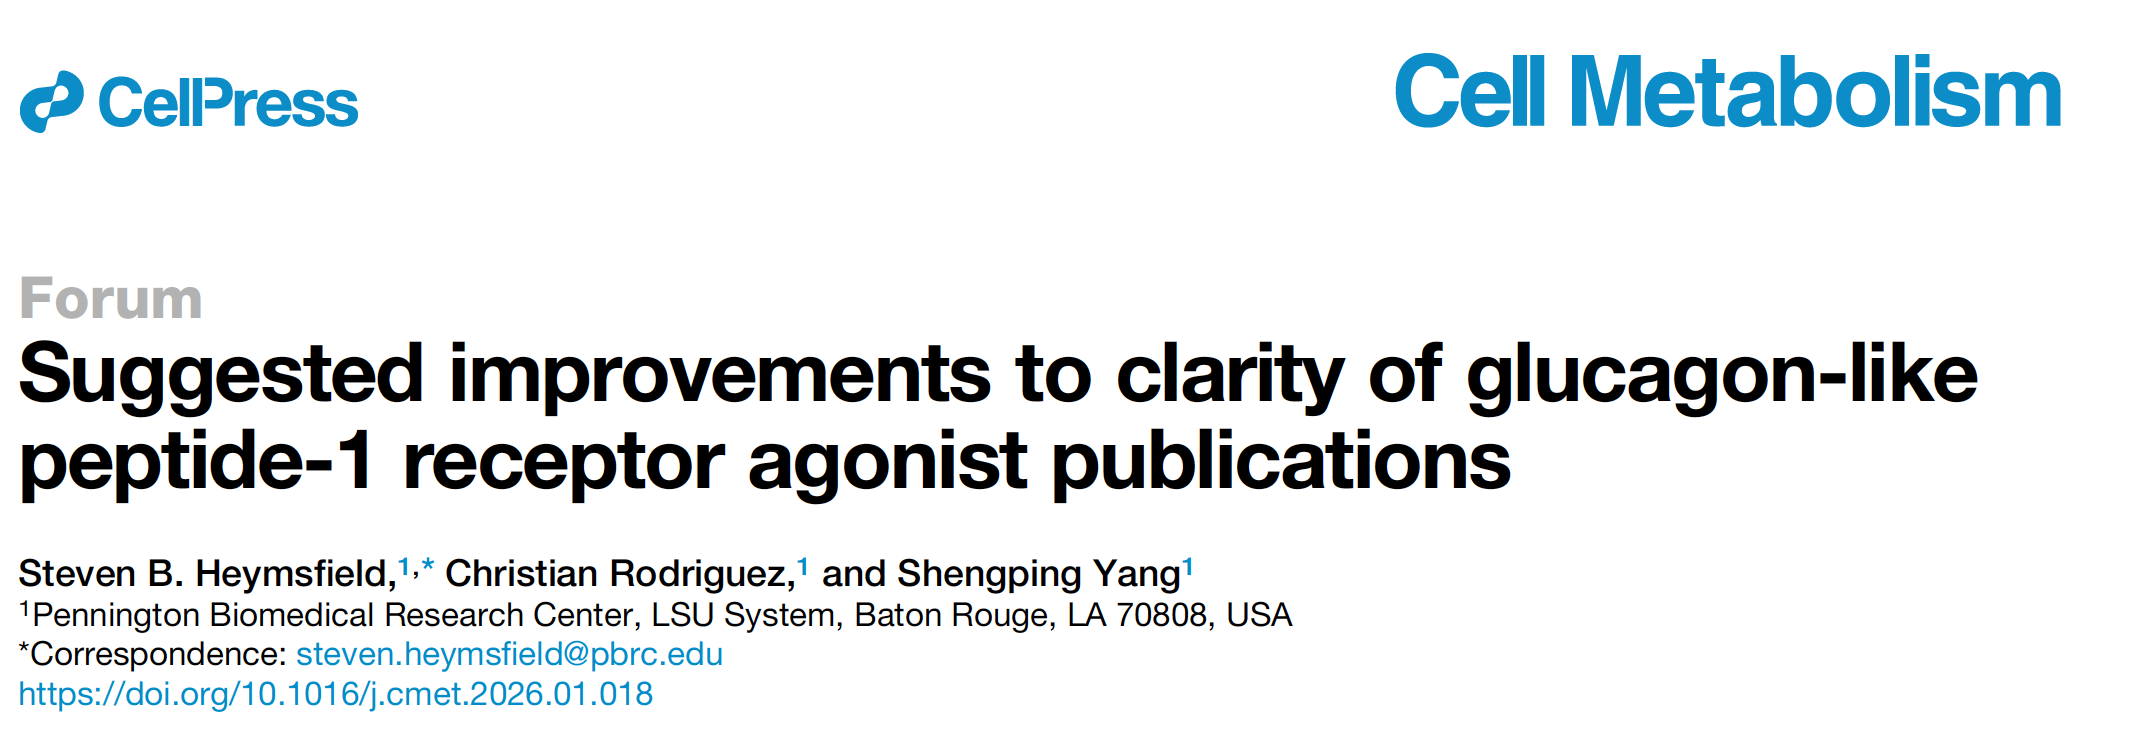 CellPress
Cell Metabolism
Forum
Suggested improvements to clarity of glucagon-like
peptide-1 receptor agonist publications
Steven B. Heymsfield,1,* Christian Rodriguez,1 and Shengping Yang1
1Pennington Biomedical Research Center, LSU System, Baton Rouge, LA 70808, USA
*Correspondence: steven.heymsfield@pbrc.edu
https://doi.org/10.1016/j.cmet.2026.01.018